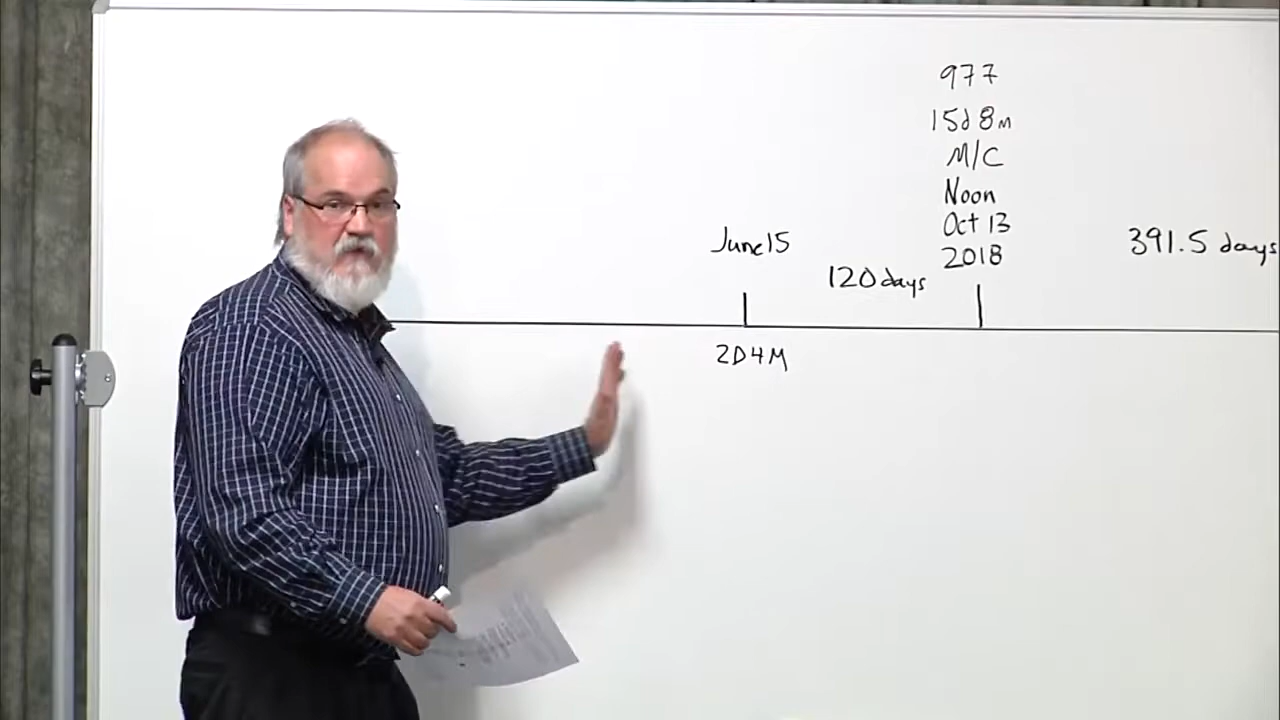 977
15d 8M
M/C
Noon
Oct 13
2018
June 15
120 days
391.5 days
2D4M